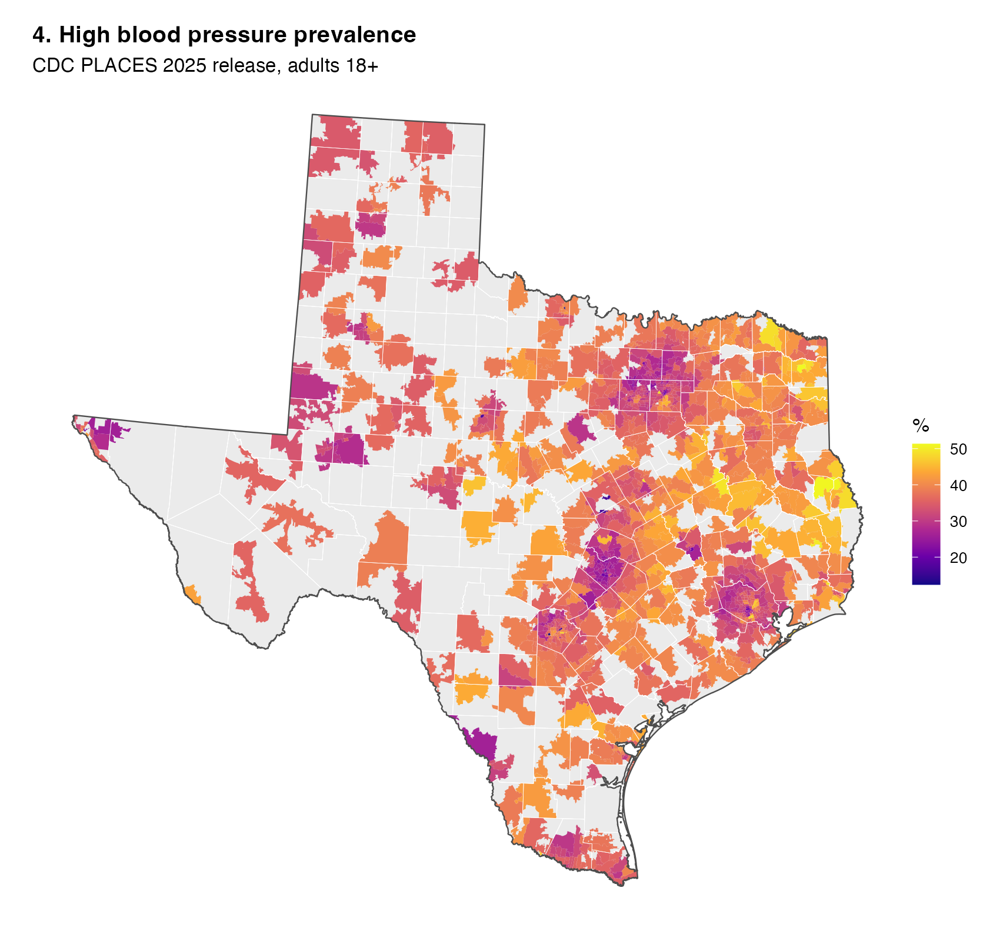 4. High blood pressure prevalence
CDC PLACES 2025 release, adults 18+
%
50
40
30
20